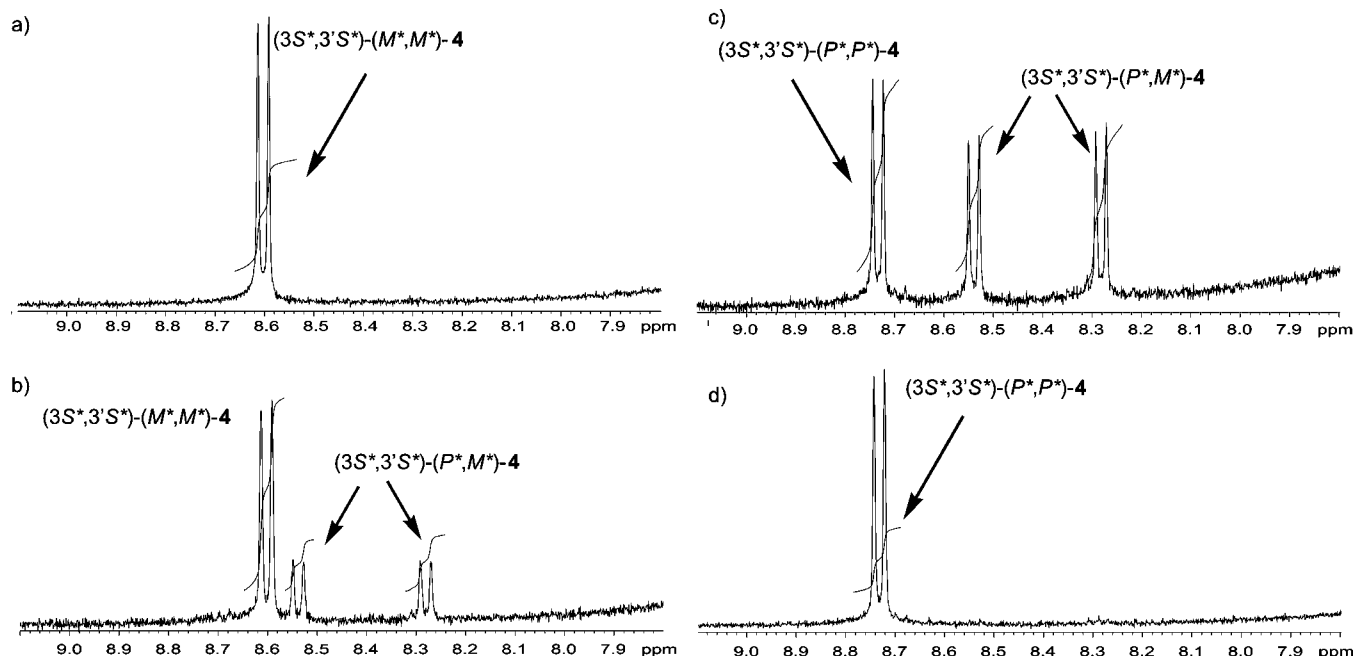 a)
(3S*,3'S*)-(M*,M*)-4
9.0 8.9 8.8 8.7 8.6 8.5 8.4 8.3 8.2 8.1 8.0 7.9 ppm
b)
(3S*,3'S*)-(M*,M*)-4
(3S*,3'S*)-(P*,M*)-4
9.0 8.9 8.8 8.7 8.6 8.5 8.4 8.3 8.2 8.1 8.0 7.9 ppm
c)
(3S*,3'S*)-(P*,P*)-4
(3S*,3'S*)-(P*,M*)-4
9.0 8.9 8.8 8.7 8.6 8.5 8.4 8.3 8.2 8.1 8.0 7.9 ppm
d)
(3S*,3'S*)-(P*,P*)-4
9.0 8.9 8.8 8.7 8.6 8.5 8.4 8.3 8.2 8.1 8.0 7.9 ppm